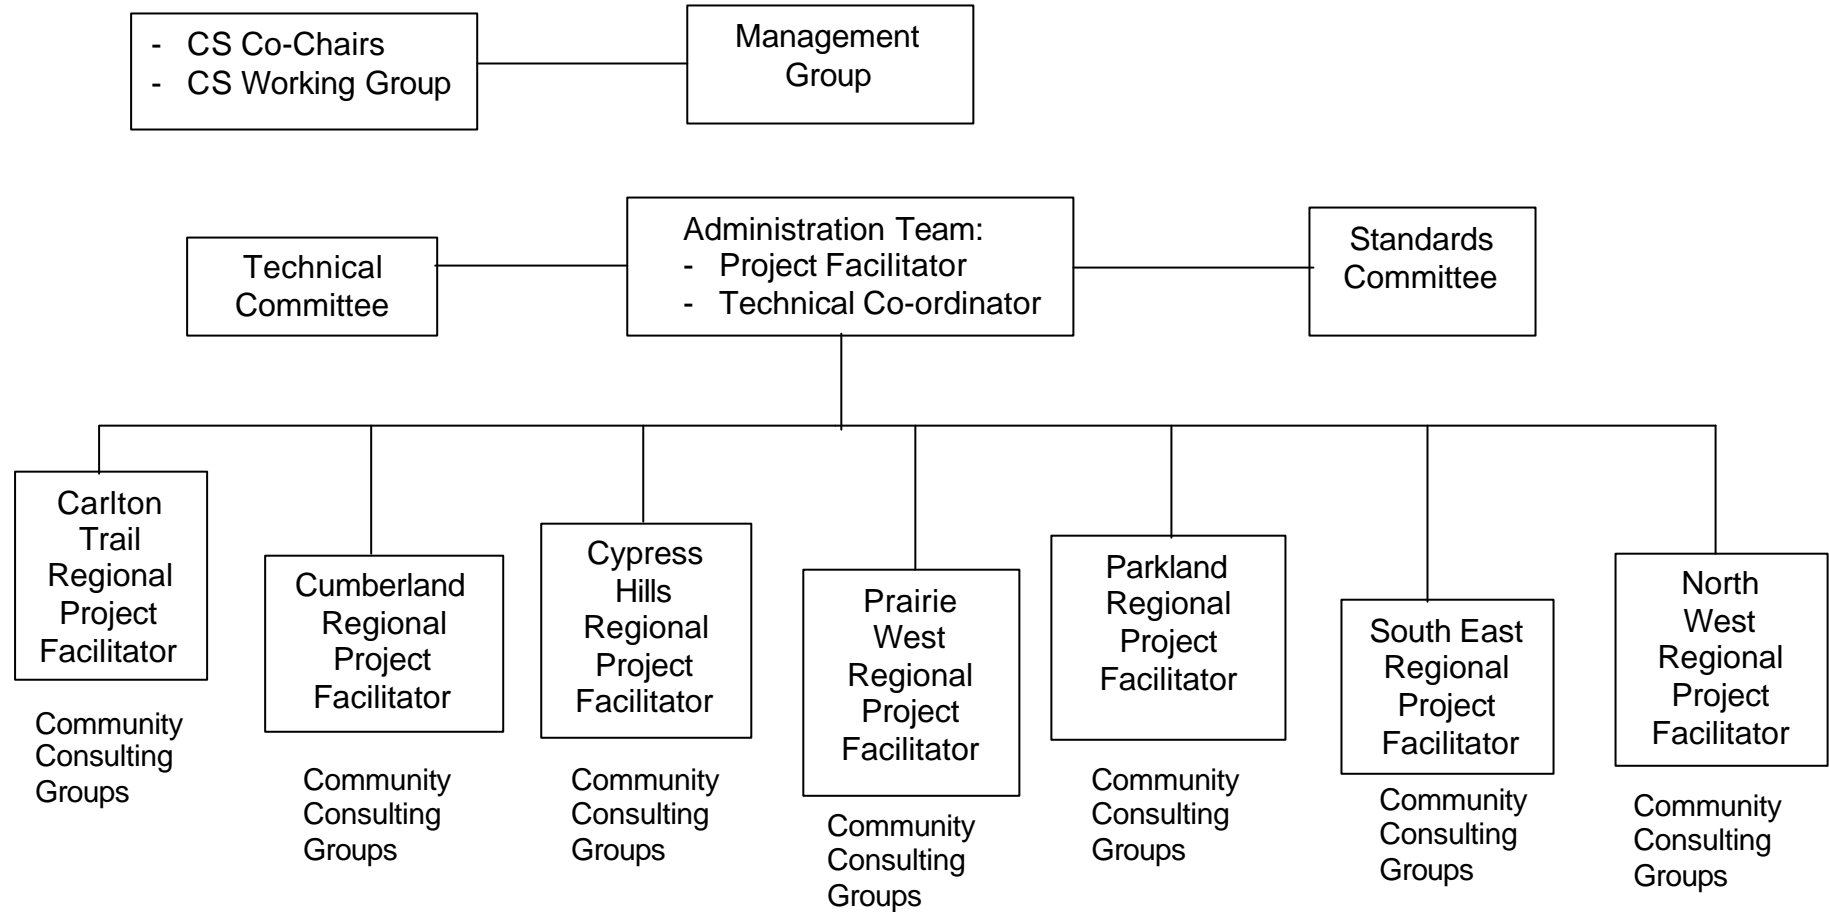 - CS Co-Chairs
- CS Working Group
Management
Group
Technical
Committee
Administration Team:
- Project Facilitator
- Technical Co-ordinator
Standards
Committee
Carlton
Trail
Regional
Project
Facilitator
Community
Consulting
Groups
Cumberland
Regional
Project
Facilitator
Community
Consulting
Groups
Cypress
Hills
Regional
Project
Facilitator
Community
Consulting
Groups
Prairie
West
Regional
Project
Facilitator
Community
Consulting
Groups
Parkland
Regional
Project
Facilitator
Community
Consulting
Groups
South East
Regional
Project
Facilitator
Community
Consulting
Groups
North
West
Regional
Project
Facilitator
Community
Consulting
Groups